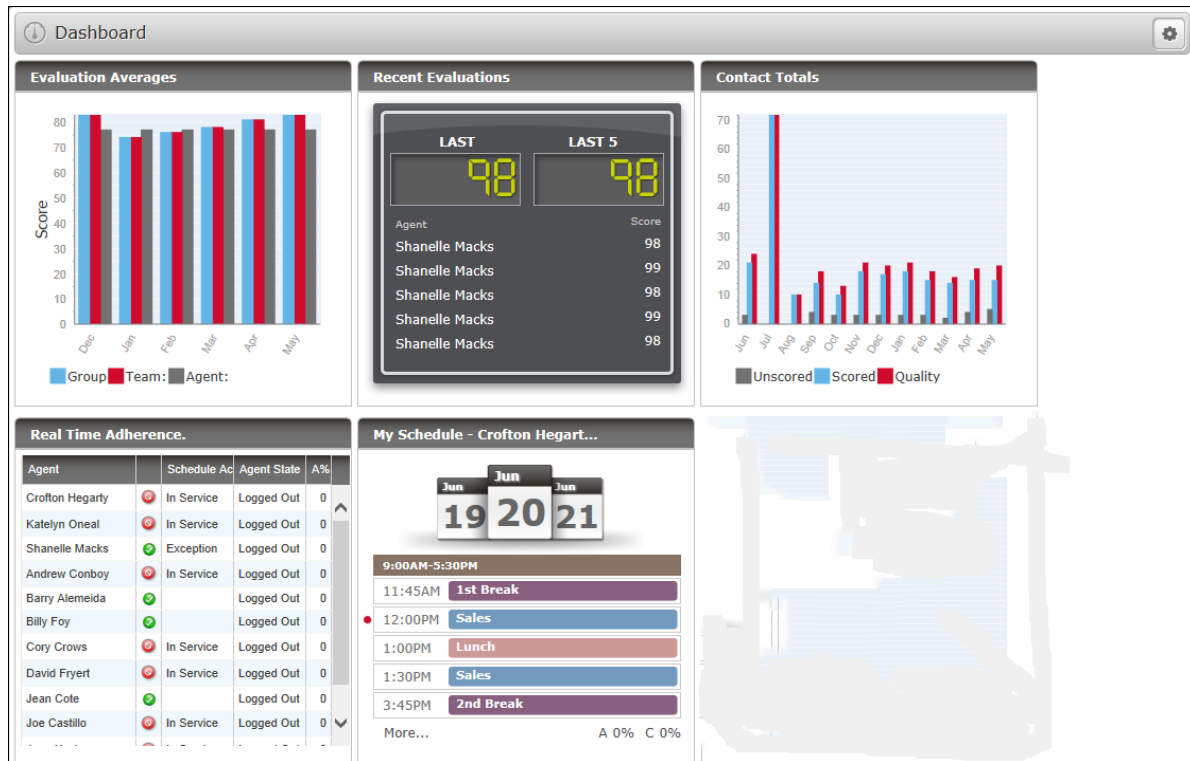 Dashboard
Evaluation Averages
80
70
60
50
40
30
20
10
0
Score
Dec Jan Feb Mar Apr May
Group Team: Agent:
Recent Evaluations
LAST LAST 5
98 98
Agent Score
Shanelle Macks 98
Shanelle Macks 99
Shanelle Macks 98
Shanelle Macks 99
Shanelle Macks 98
Contact Totals
70
60
50
40
30
20
10
0
Jun Jul Aug Sep Oct Nov Dec Jan Feb Mar Apr May
Unscored Scored Quality
Real Time Adherence.
Agent Schedule Ac Agent State A%
Crofton Hegarty In Service Logged Out 0
Katelyn Oneal In Service Logged Out 0
Shanelle Macks Exception Logged Out 0
Andrew Conboy In Service Logged Out 0
Barry Alemeida Logged Out 0
Billy Foy Logged Out 0
Cory Crows In Service Logged Out 0
David Fryert In Service Logged Out 0
Jean Cote Logged Out 0
Joe Castillo In Service Logged Out 0
My Schedule - Crofton Hegart...
Jun Jun Jun
19 20 21
9:00AM-5:30PM
11:45AM 1st Break
12:00PM Sales
1:00PM Lunch
1:30PM Sales
3:45PM 2nd Break
More... A 0% C 0%